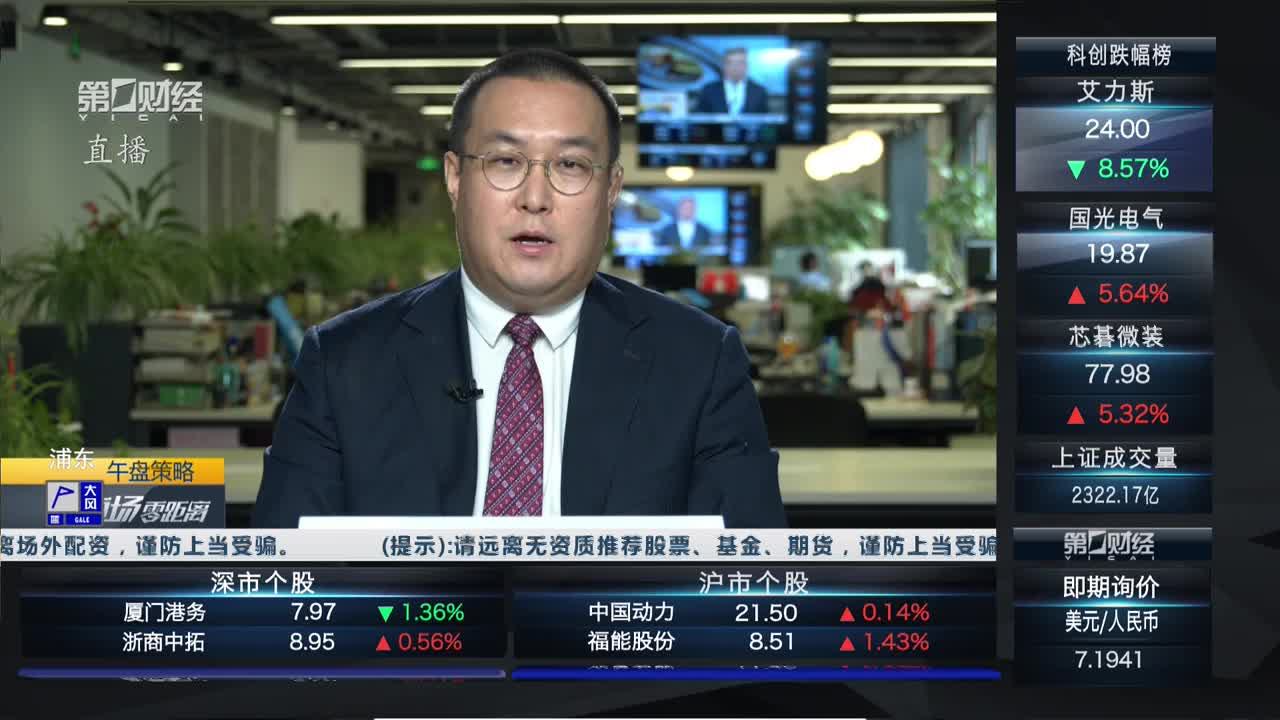 第一财经
YICAI
直播
浦东
午盘策略
大风
GALE
市场零距离
离场外配资，谨防上当受骗。 (提示):请远离无资质推荐股票、基金、期货，谨防上当受骗
深市个股
厦门港务 7.97 ▼ 1.36%
浙商中拓 8.95 ▲ 0.56%
沪市个股
中国动力 21.50 ▲ 0.14%
福能股份 8.51 ▲ 1.43%
科创跌幅榜
艾力斯
24.00
▼ 8.57%
国光电气
19.87
▲ 5.64%
芯碁微装
77.98
▲ 5.32%
上证成交量
2322.17亿
第一财经
YICAI
即期询价
美元/人民币
7.1941